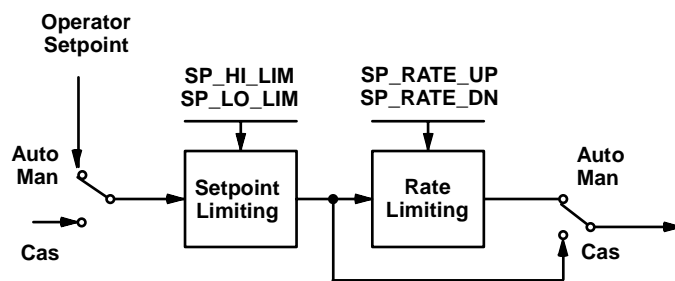 Operator
Setpoint
SP_HI_LIM
SP_LO_LIM
SP_RATE_UP
SP_RATE_DN
Auto
Man
Cas
Setpoint
Limiting
Rate
Limiting
Auto
Man
Cas